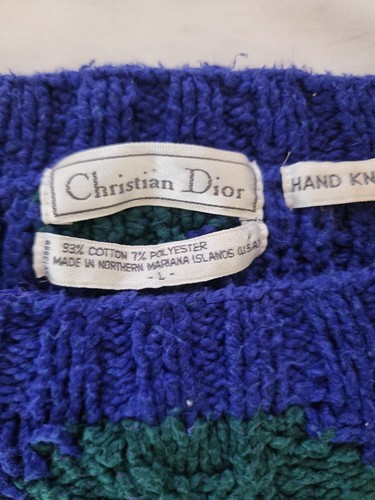 Christian Dior
HAND KN
93% COTTON 7% POLYESTER
MADE IN NORTHERN MARIANA ISLANDS (U.S.A.)
- L -